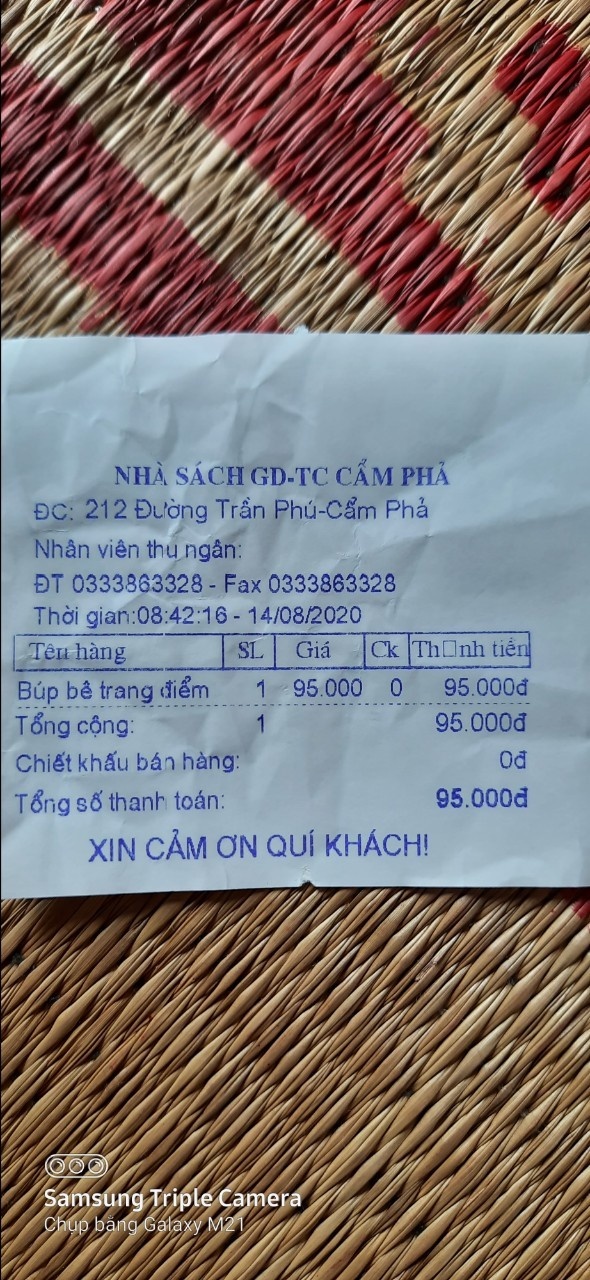 NHÀ SÁCH GD-TC CẨM PHẢ
ĐC: 212 Đường Trần Phú-Cẩm Phả
Nhân viên thu ngân:
ĐT 0333863328 - Fax 0333863328
Thời gian:08:42:16 - 14/08/2020
Tên hàng SL Giá Ck Th□nh tiền
Búp bê trang điểm 1 95.000 0 95.000đ
Tổng cộng: 1 95.000đ
Chiết khấu bán hàng: 0đ
Tổng số thanh toán: 95.000đ
XIN CẢM ƠN QUÍ KHÁCH!
Samsung Triple Camera
Chụp bằng Galaxy M21